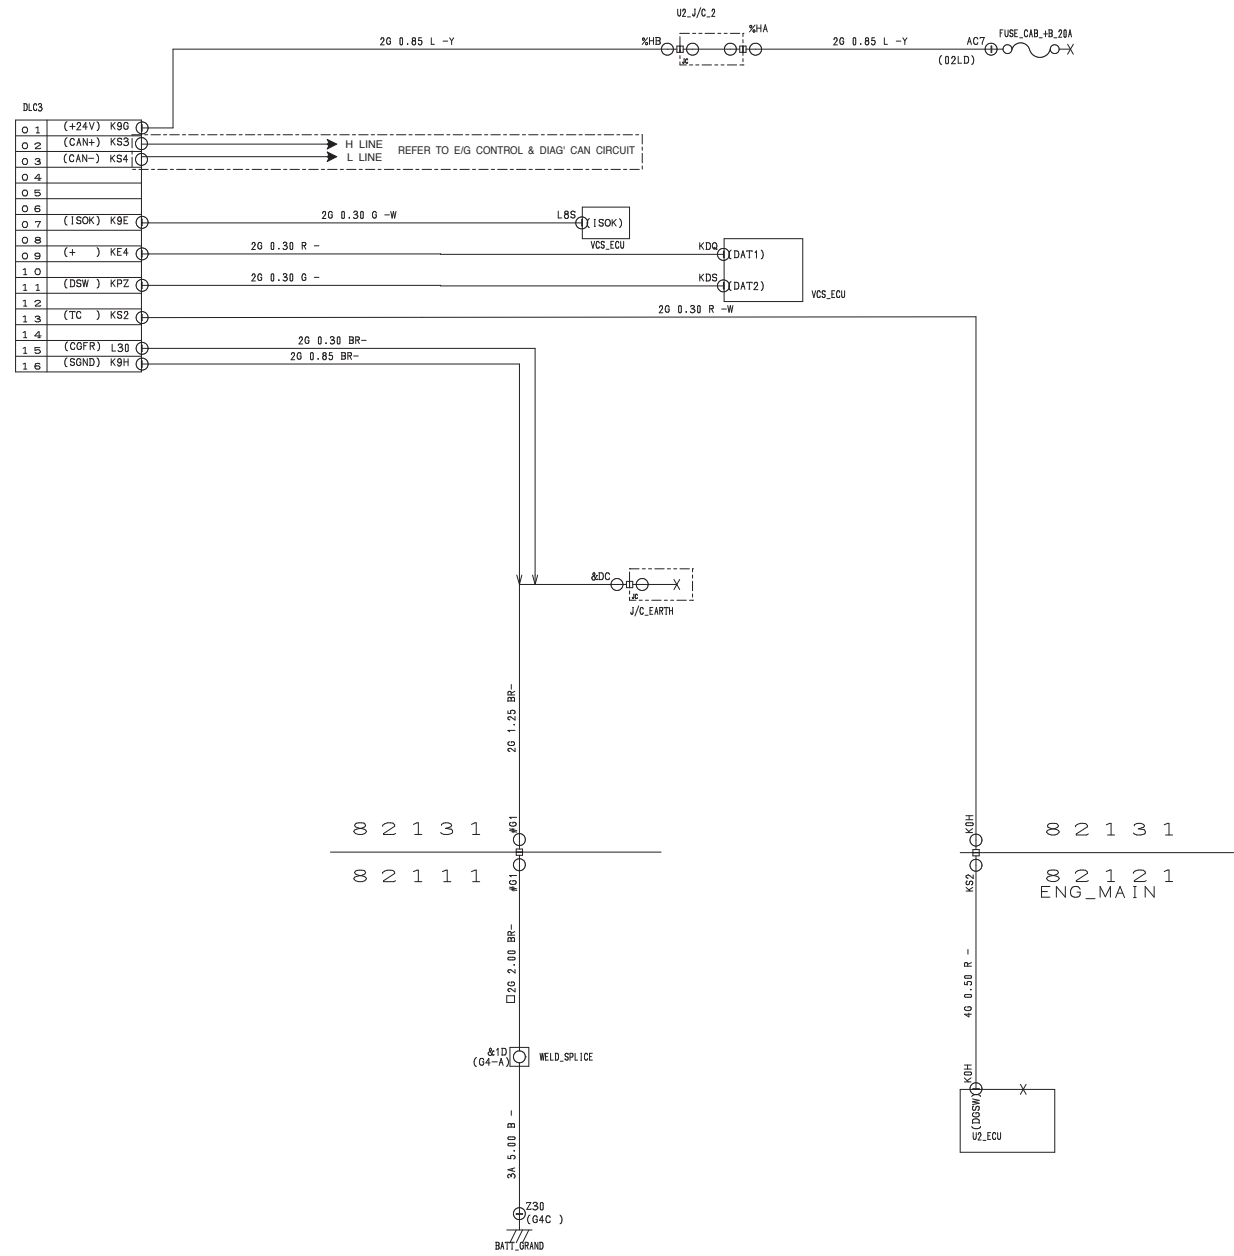 U2_J/C_2
%HA
2G 0.85 L -Y
%HB
JC
2G 0.85 L -Y
AC7
(02LD)
FUSE_CAB_+B_20A
DLC3
01 (+24V) K9G
02 (CAN+) KS3
03 (CAN-) KS4
04
05
06
07 (ISOK) K9E
08
09 (+ ) KE4
10
11 (DSW ) KPZ
12
13 (TC ) KS2
14
15 (CGFR) L30
16 (SGND) K9H
H LINE
L LINE
REFER TO E/G CONTROL & DIAG' CAN CIRCUIT
2G 0.30 G -W
L8S
(ISOK)
VCS_ECU
2G 0.30 R -
KDQ
(DAT1)
2G 0.30 G -
KDS
(DAT2)
VCS_ECU
2G 0.30 R -W
2G 0.30 BR-
2G 0.85 BR-
&DC
JC
J/C_EARTH
2G 1.25 BR-
82131
#G1
82111
#G1
K0H
82131
KS2
82121
ENG_MAIN
□2G 2.00 BR-
4G 0.50 R -
&1D
(G4-A)
WELD_SPLICE
K0H
(DGSW)
U2_ECU
3A 5.00 B -
Z30
(G4C )
BATT_GRAND